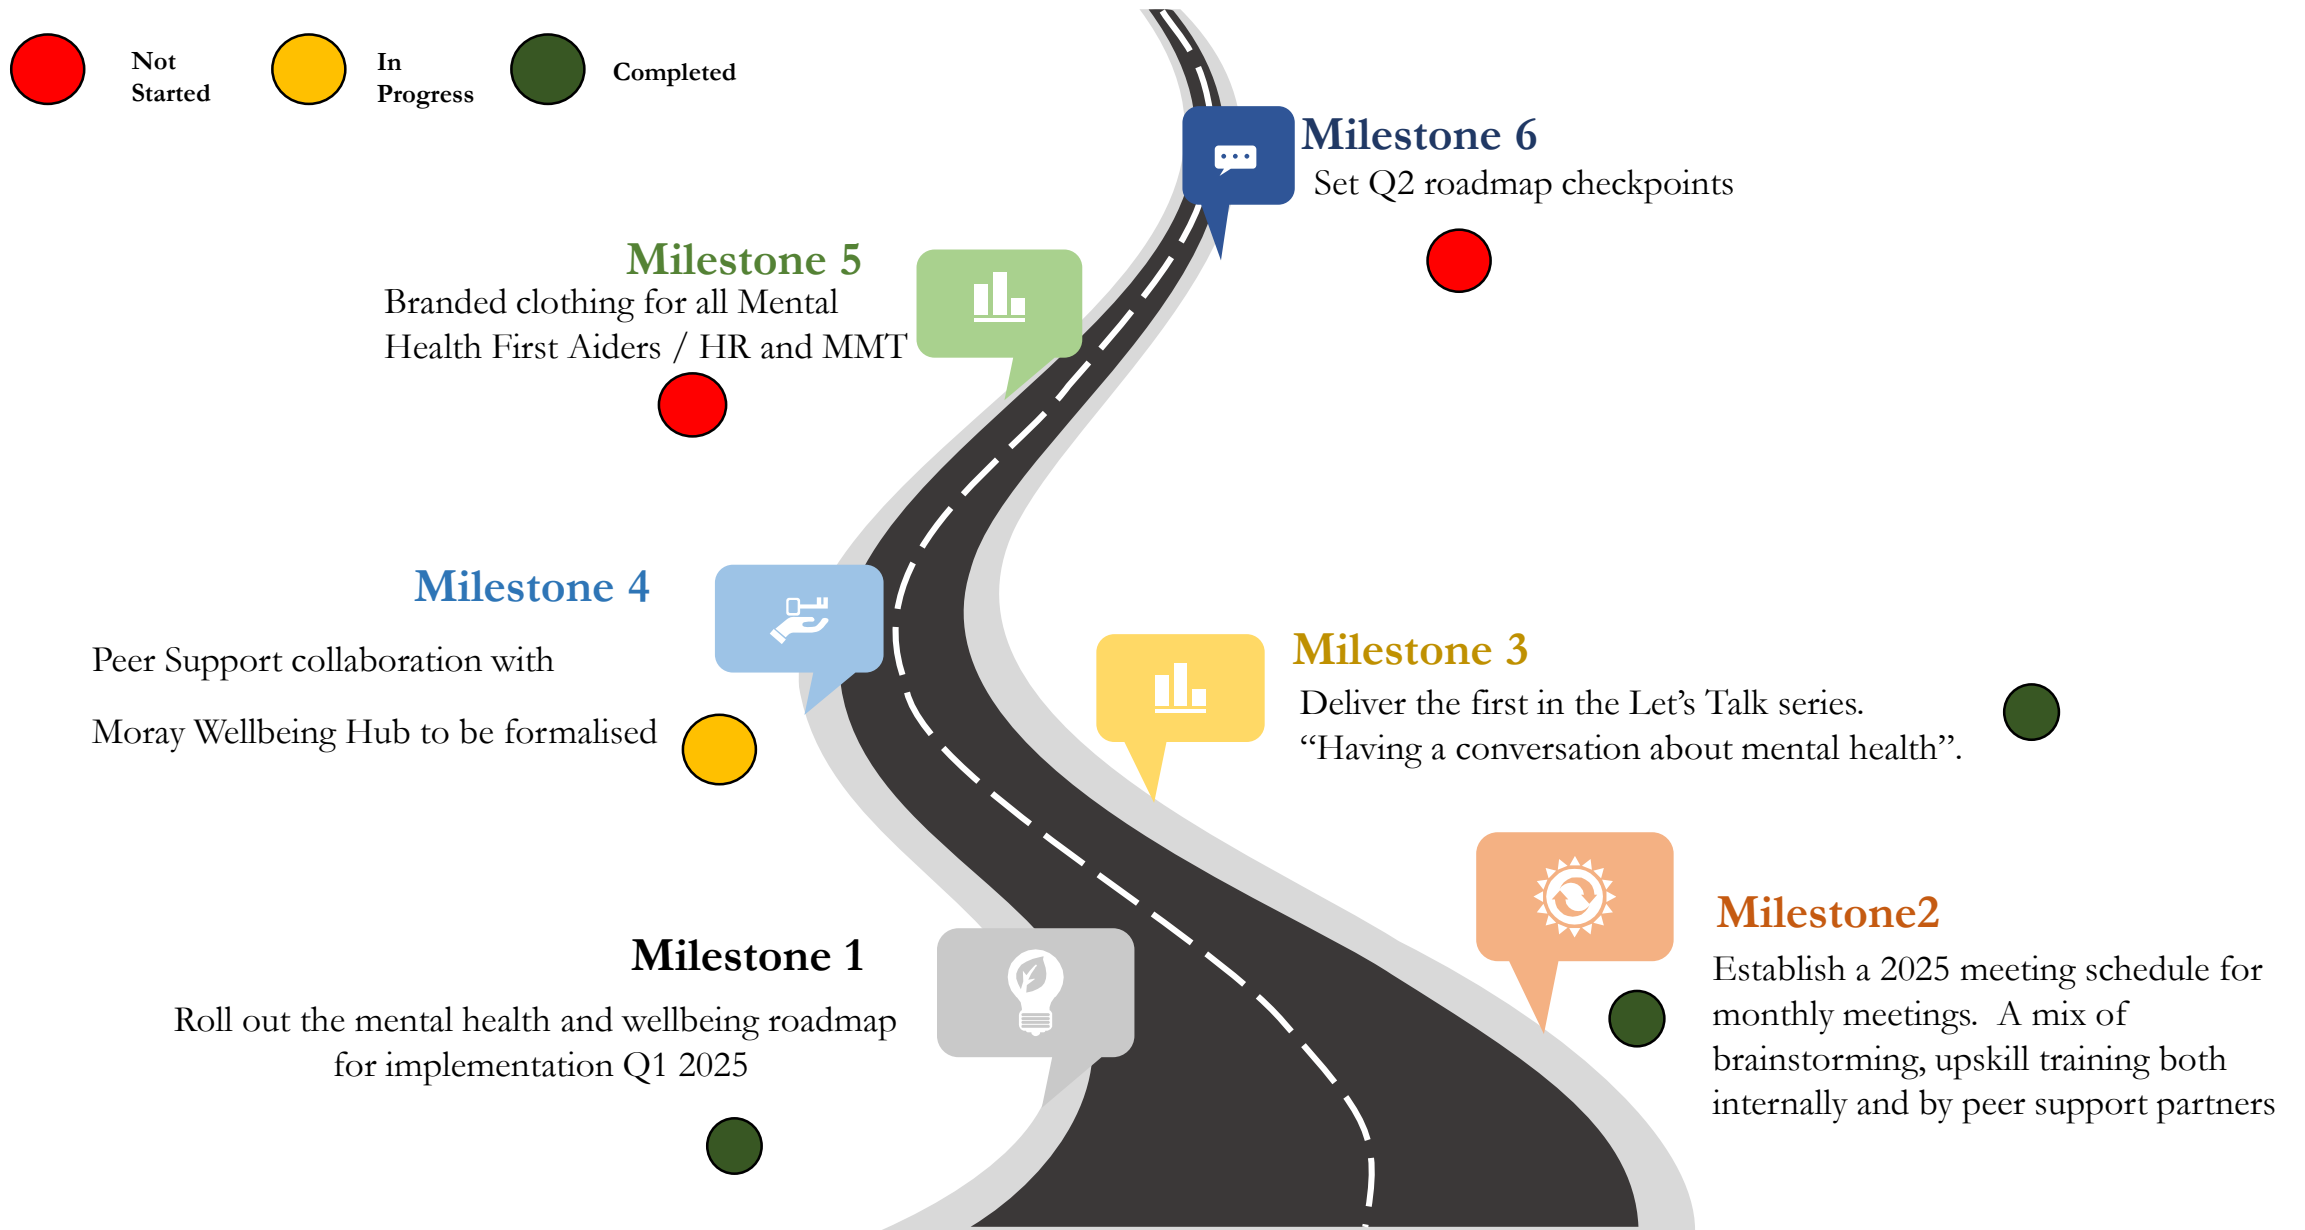 Not
Started
In
Progress
Completed
Milestone 6
Set Q2 roadmap checkpoints
Milestone 5
Branded clothing for all Mental
Health First Aiders / HR and MMT
Milestone 4
Peer Support collaboration with
Moray Wellbeing Hub to be formalised
Milestone 3
Deliver the first in the Let’s Talk series.
“Having a conversation about mental health”.
Milestone2
Establish a 2025 meeting schedule for
monthly meetings.  A mix of
brainstorming, upskill training both
internally and by peer support partners
Milestone 1
Roll out the mental health and wellbeing roadmap
for implementation Q1 2025